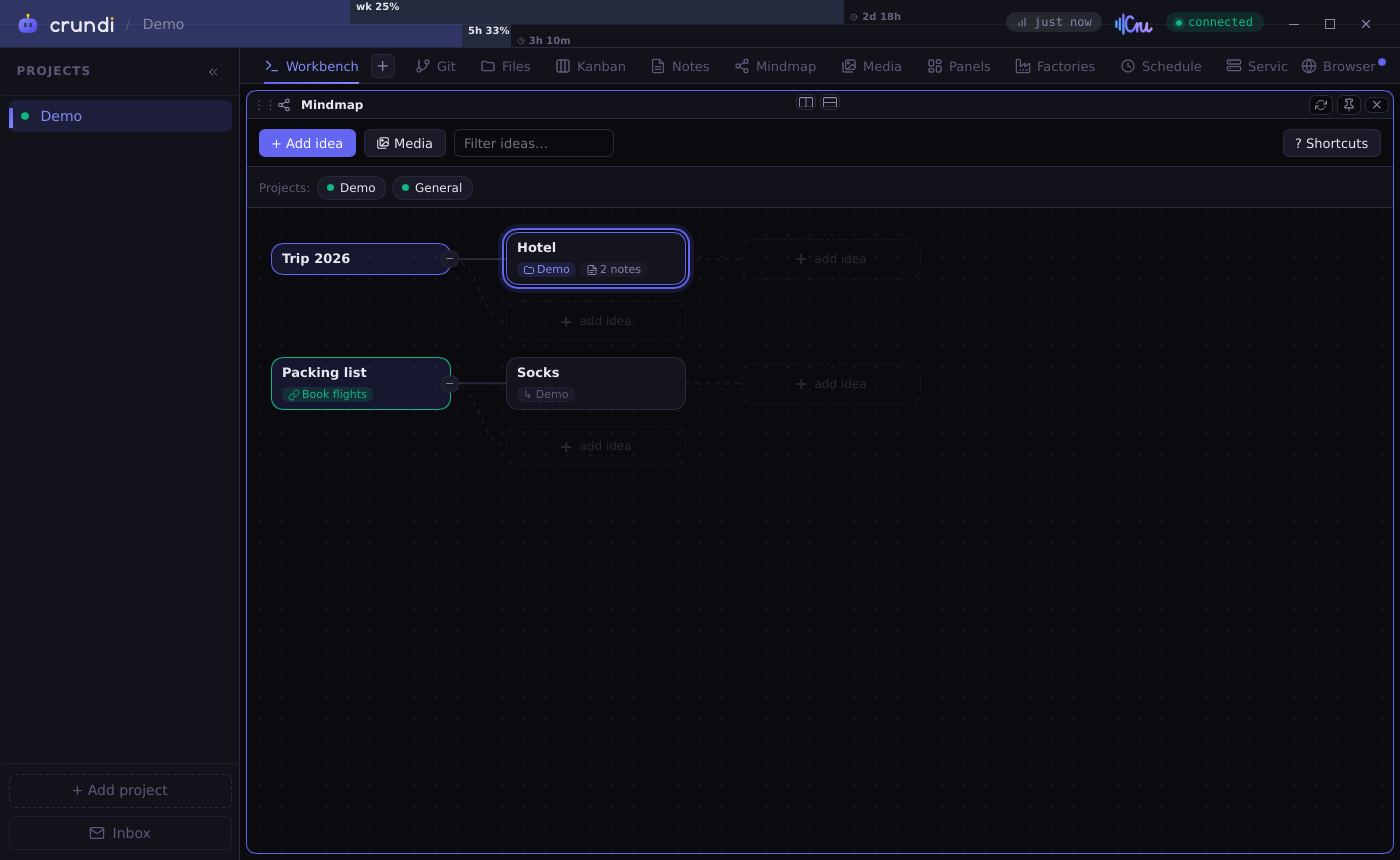 crundi / Demo
wk 25%
2d 18h
5h 33%
3h 10m
just now
Cru
connected
PROJECTS
Workbench
Git
Files
Kanban
Notes
Mindmap
Media
Panels
Factories
Schedule
Servic
Browser
Demo
Mindmap
+ Add idea
Media
Filter ideas...
? Shortcuts
Projects:
Demo
General
Trip 2026
Hotel
Demo
2 notes
+ add idea
+ add idea
Packing list
Book flights
Socks
↳ Demo
+ add idea
+ add idea
+ Add project
Inbox